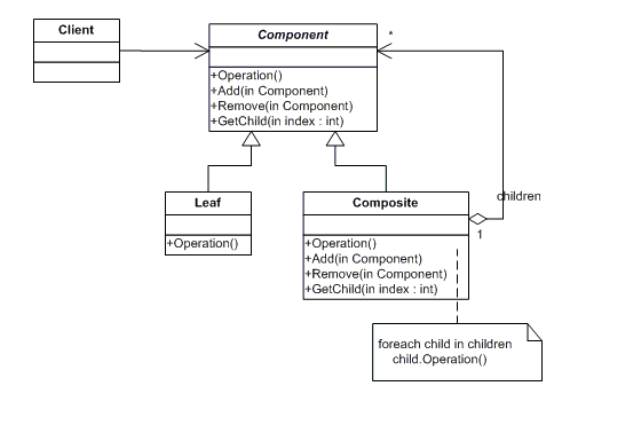 Client
Component
*
+Operation()
+Add(in Component)
+Remove(in Component)
+GetChild(in index : int)
children
Leaf
+Operation()
Composite
1
+Operation()
+Add(in Component)
+Remove(in Component)
+GetChild(in index : int)
foreach child in children
child.Operation()